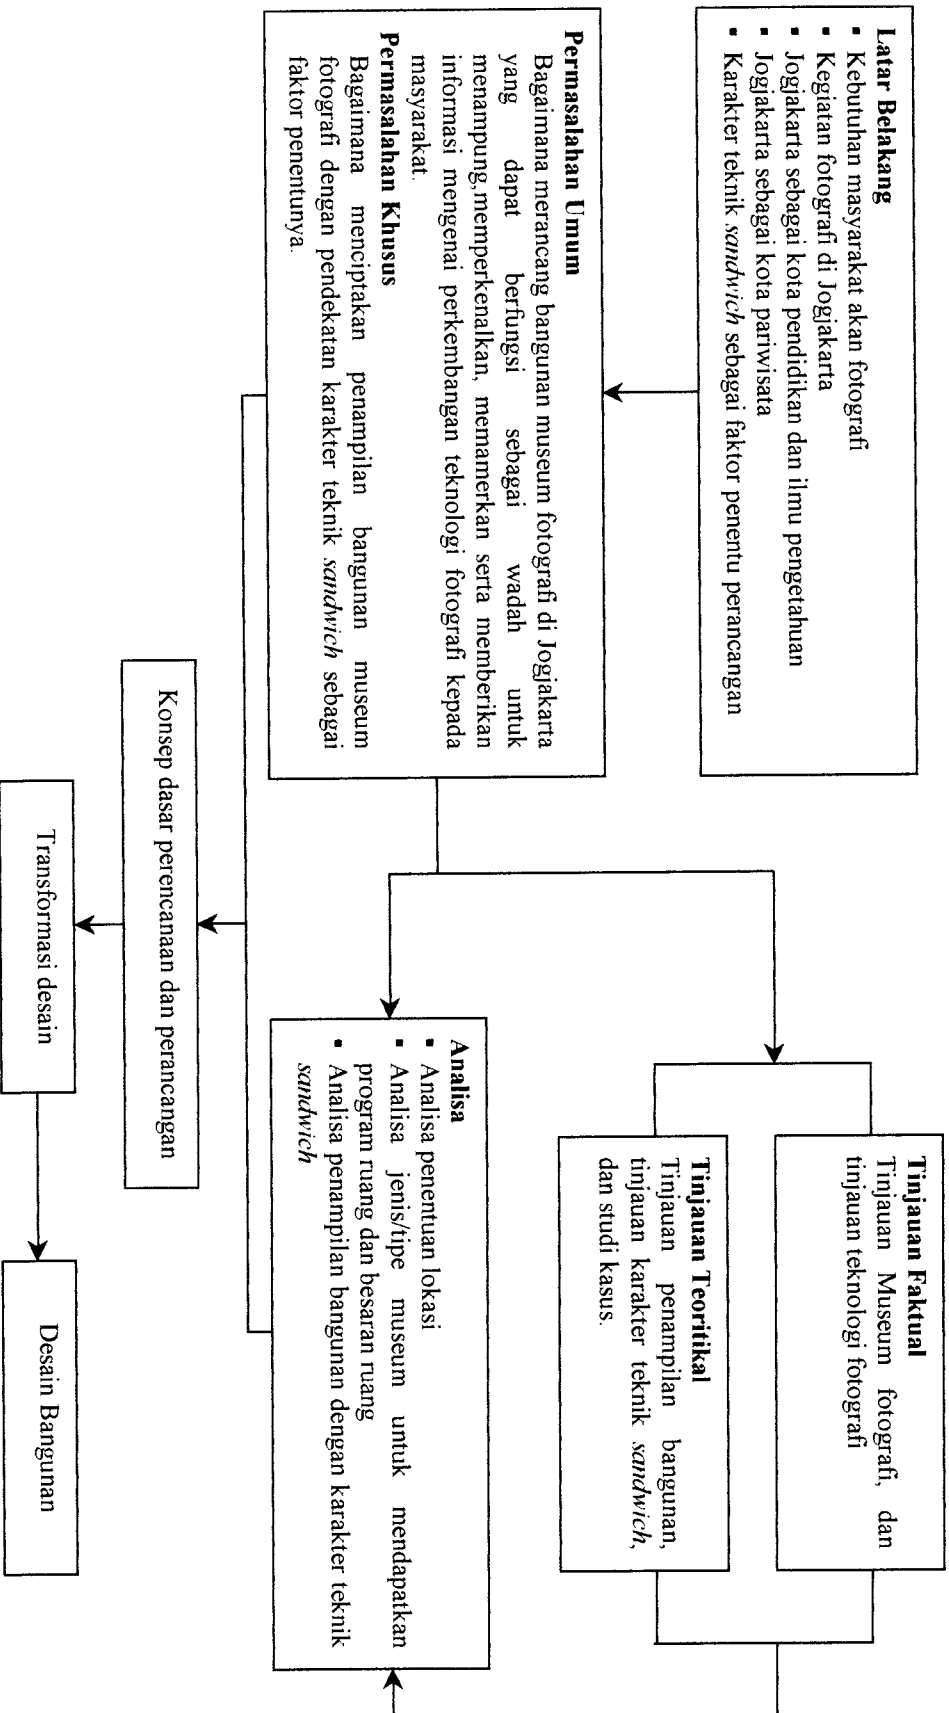 Latar Belakang
▪ Kebutuhan masyarakat akan fotografi
▪ Kegiatan fotografi di Jogjakarta
▪ Jogjakarta sebagai kota pendidikan dan ilmu pengetahuan
▪ Jogjakarta sebagai kota pariwisata
▪ Karakter teknik sandwich sebagai faktor penentu perancangan
Permasalahan Umum
Bagaimana merancang bangunan museum fotografi di Jogjakarta
yang dapat berfungsi sebagai wadah untuk
menampung,memperkenalkan, memamerkan serta memberikan
informasi mengenai perkembangan teknologi fotografi kepada
masyarakat.
Permasalahan Khusus
Bagaimana menciptakan penampilan bangunan museum
fotografi dengan pendekatan karakter teknik sandwich sebagai
faktor penentunya.
Tinjauan Faktual
Tinjauan Museum fotografi, dan
tinjauan teknologi fotografi
Tinjauan Teoritikal
Tinjauan penampilan bangunan,
tinjauan karakter teknik sandwich,
dan studi kasus.
Analisa
▪ Analisa penentuan lokasi
▪ Analisa jenis/tipe museum untuk mendapatkan
program ruang dan besaran ruang
▪ Analisa penampilan bangunan dengan karakter teknik
sandwich
Konsep dasar perencanaan dan perancangan
Transformasi desain
Desain Bangunan